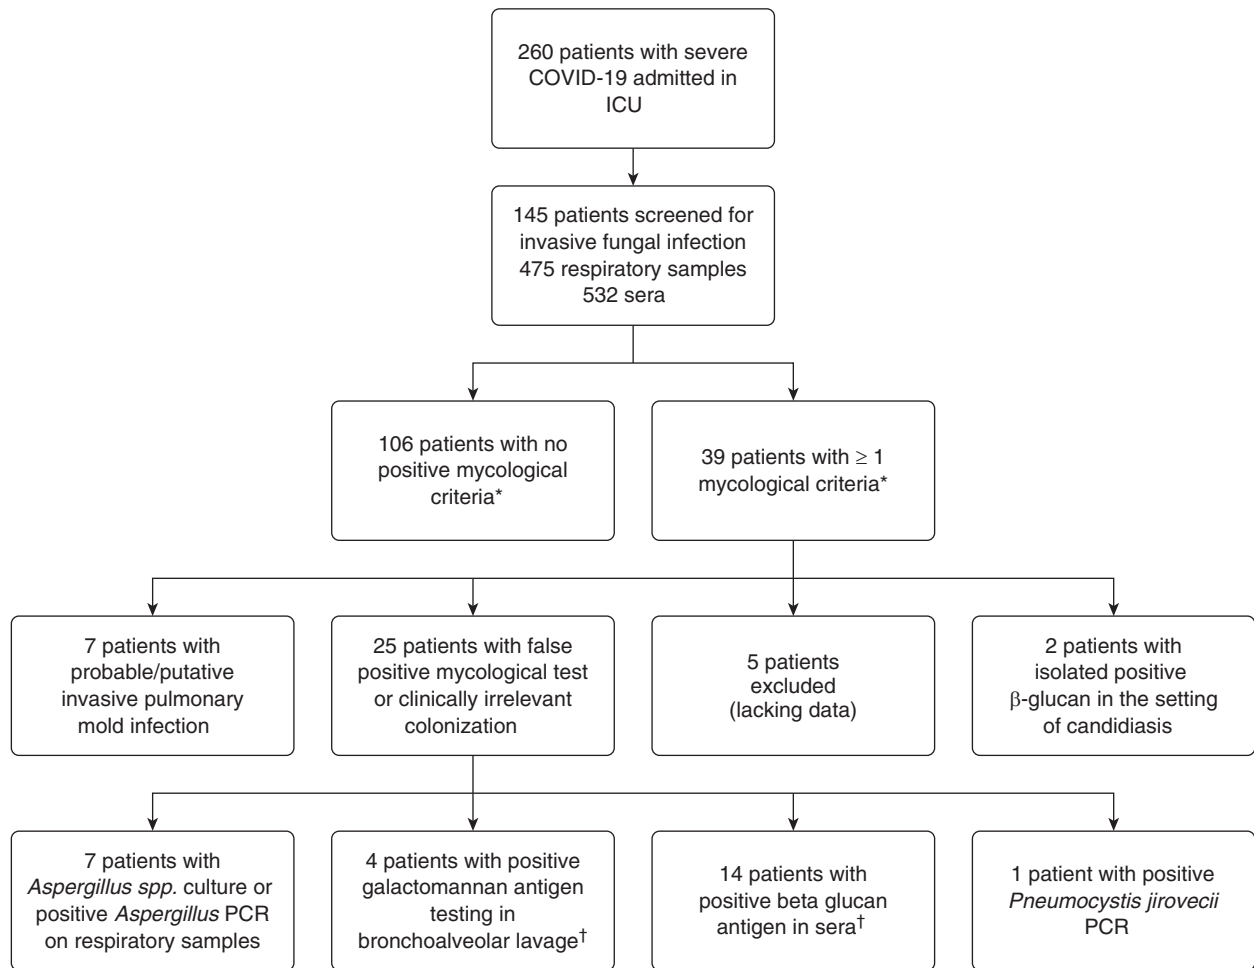 260 patients with severe
COVID-19 admitted in
ICU
145 patients screened for
invasive fungal infection
475 respiratory samples
532 sera
106 patients with no
positive mycological
criteria*
39 patients with ≥ 1
mycological criteria*
7 patients with
probable/putative
invasive pulmonary
mold infection
25 patients with false
positive mycological test
or clinically irrelevant
colonization
5 patients
excluded
(lacking data)
2 patients with
isolated positive
β-glucan in the setting
of candidiasis
7 patients with
Aspergillus spp. culture or
positive Aspergillus PCR
on respiratory samples
4 patients with positive
galactomannan antigen
testing in
bronchoalveolar lavage†
14 patients with
positive beta glucan
antigen in sera†
1 patient with positive
Pneumocystis jirovecii
PCR